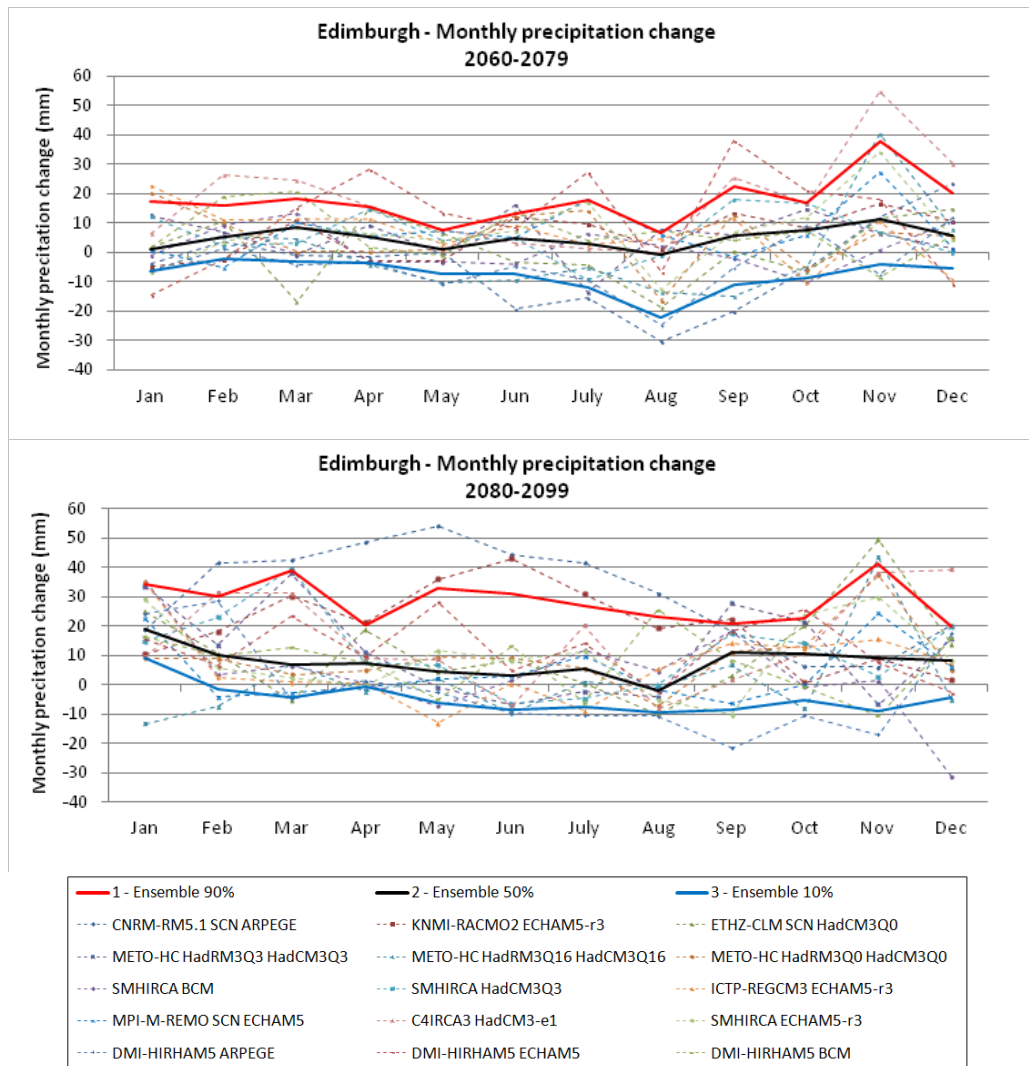 Edimburgh - Monthly precipitation change
2060-2079
Monthly precitation change (mm)
60
50
40
30
20
10
0
-10
-20
-30
-40
Jan Feb Mar Apr May Jun July Aug Sep Oct Nov Dec
Edimburgh - Monthly precipitation change
2080-2099
Monthly precitation change (mm)
60
50
40
30
20
10
0
-10
-20
-30
-40
Jan Feb Mar Apr May Jun July Aug Sep Oct Nov Dec
1 - Ensemble 90% 2 - Ensemble 50% 3 - Ensemble 10%
CNRM-RM5.1 SCN ARPEGE KNMI-RACMO2 ECHAM5-r3 ETHZ-CLM SCN HadCM3Q0
METO-HC HadRM3Q3 HadCM3Q3 METO-HC HadRM3Q16 HadCM3Q16 METO-HC HadRM3Q0 HadCM3Q0
SMHIRCA BCM SMHIRCA HadCM3Q3 ICTP-REGCM3 ECHAM5-r3
MPI-M-REMO SCN ECHAM5 C4IRCA3 HadCM3-e1 SMHIRCA ECHAM5-r3
DMI-HIRHAM5 ARPEGE DMI-HIRHAM5 ECHAM5 DMI-HIRHAM5 BCM